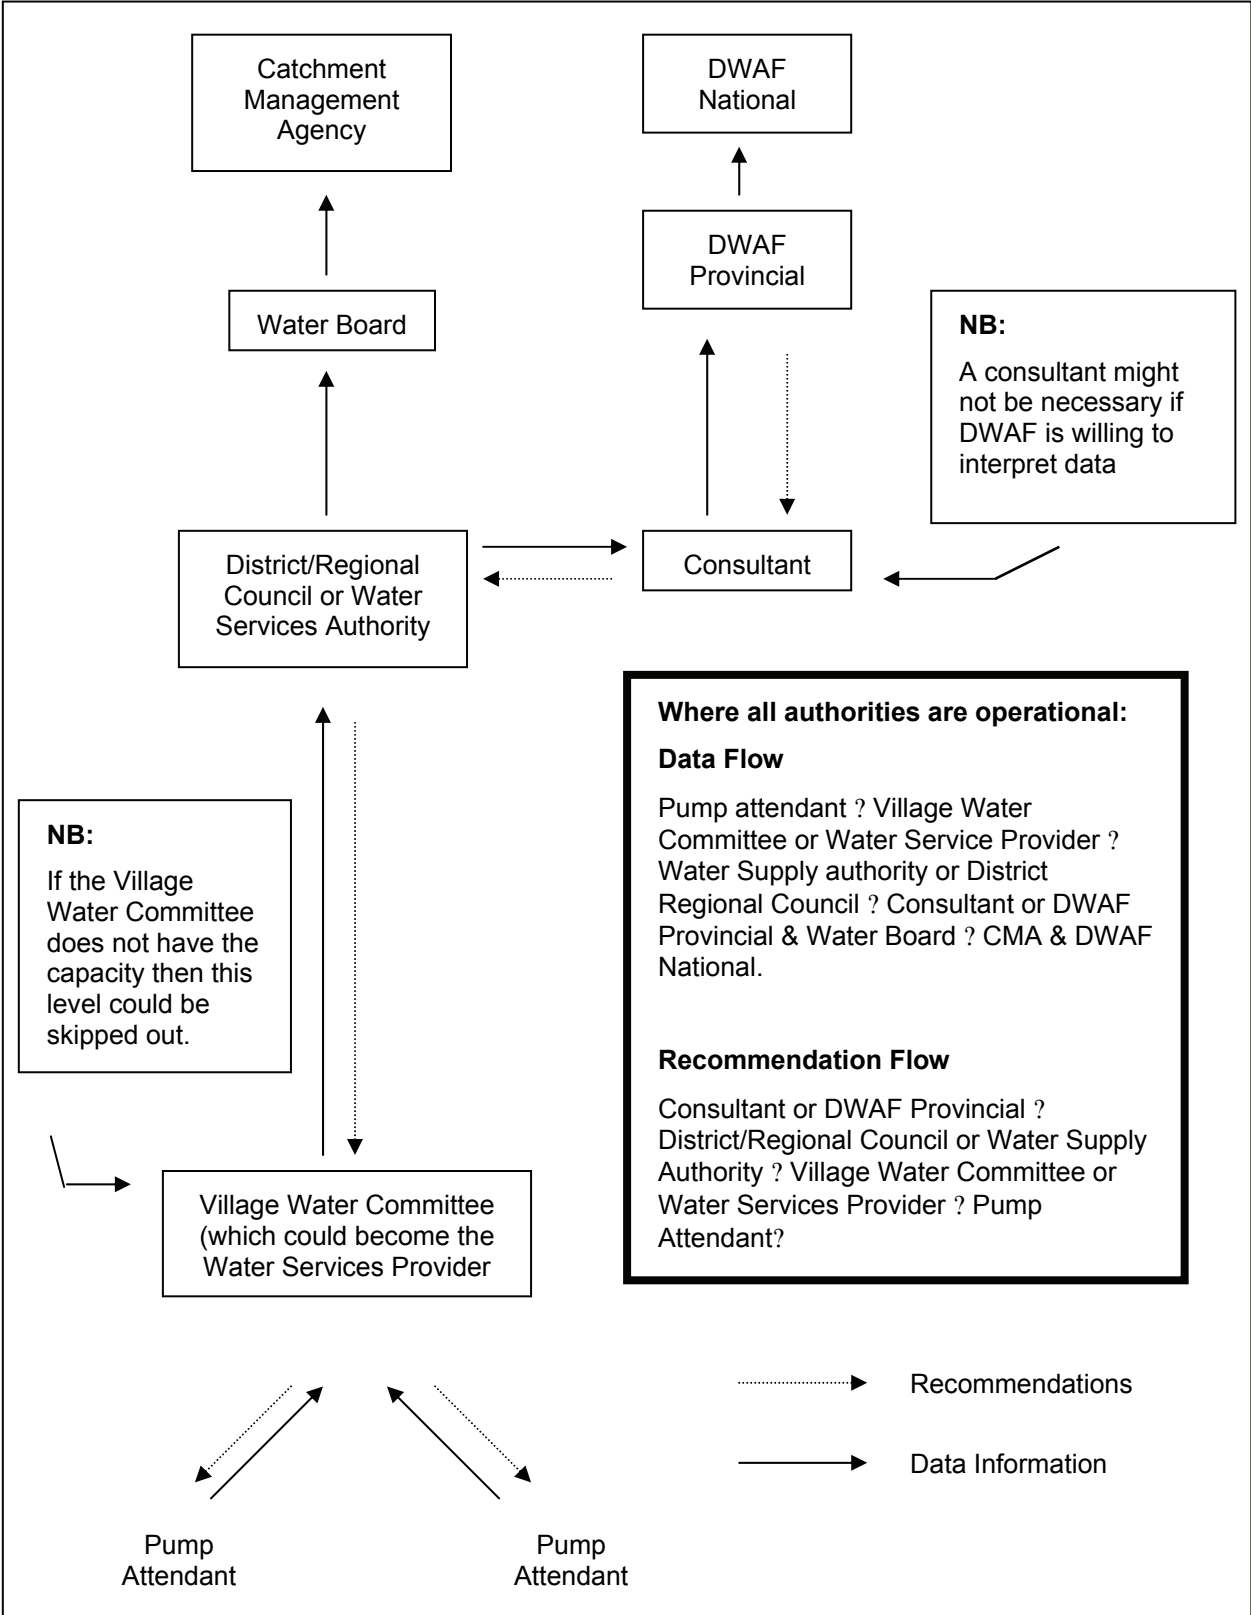 Catchment
Management
Agency
DWAF
National
DWAF
Provincial
Water Board
NB:
A consultant might
not be necessary if
DWAF is willing to
interpret data
District/Regional
Council or Water
Services Authority
Consultant
Where all authorities are operational:
Data Flow
Pump attendant ? Village Water
Committee or Water Service Provider ?
Water Supply authority or District
Regional Council ? Consultant or DWAF
Provincial & Water Board ? CMA & DWAF
National.
Recommendation Flow
Consultant or DWAF Provincial ?
District/Regional Council or Water Supply
Authority ? Village Water Committee or
Water Services Provider ? Pump
Attendant?
NB:
If the Village
Water Committee
does not have the
capacity then this
level could be
skipped out.
Village Water Committee
(which could become the
Water Services Provider
Recommendations
Data Information
Pump
Attendant
Pump
Attendant